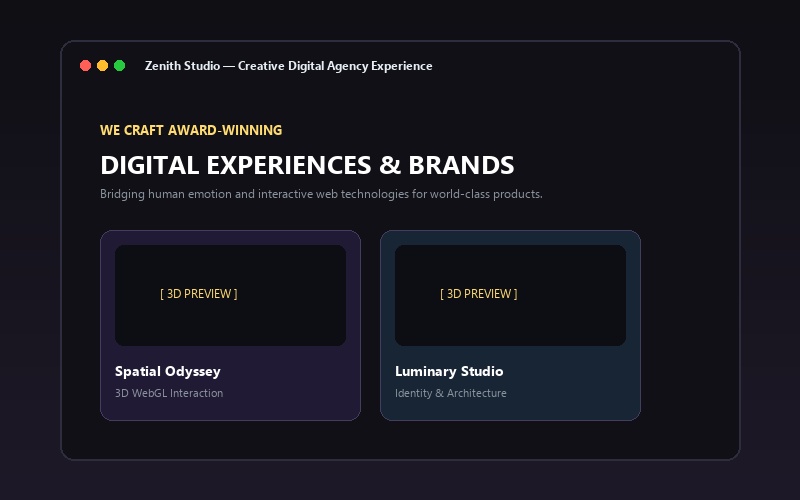 Zenith Studio — Creative Digital Agency Experience
WE CRAFT AWARD-WINNING
DIGITAL EXPERIENCES & BRANDS
Bridging human emotion and interactive web technologies for world-class products.
[ 3D PREVIEW ]
[ 3D PREVIEW ]
Spatial Odyssey
3D WebGL Interaction
Luminary Studio
Identity & Architecture